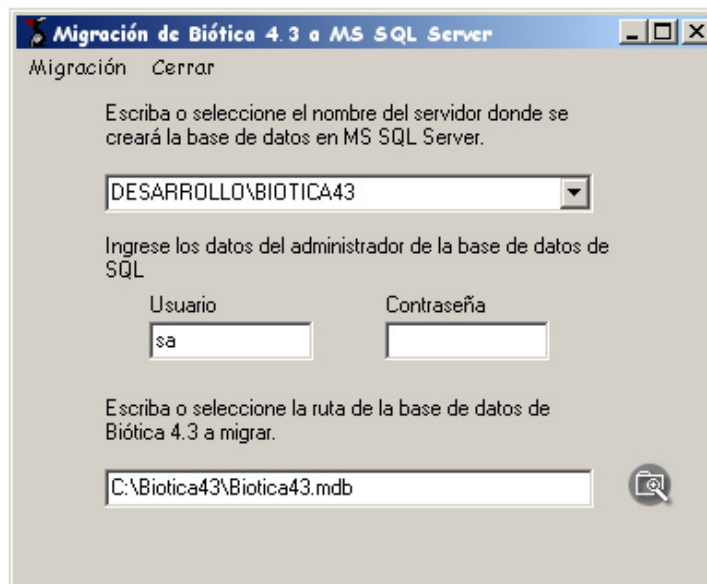 Migración de Biótica 4.3 a MS SQL Server
Migración Cerrar
Escriba o seleccione el nombre del servidor donde se
creará la base de datos en MS SQL Server.
DESARROLLO\BIOTICA43
Ingrese los datos del administrador de la base de datos de
SQL
Usuario Contraseña
sa
Escriba o seleccione la ruta de la base de datos de
Biótica 4.3 a migrar.
C:\Biotica43\Biotica43.mdb